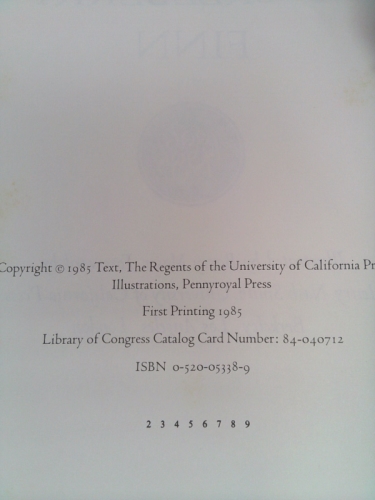 FINN
Copyright © 1985 Text, The Regents of the University of California
Illustrations, Pennyroyal Press
First Printing 1985
Library of Congress Catalog Card Number: 84-040712
ISBN 0-520-05338-9
2 3 4 5 6 7 8 9